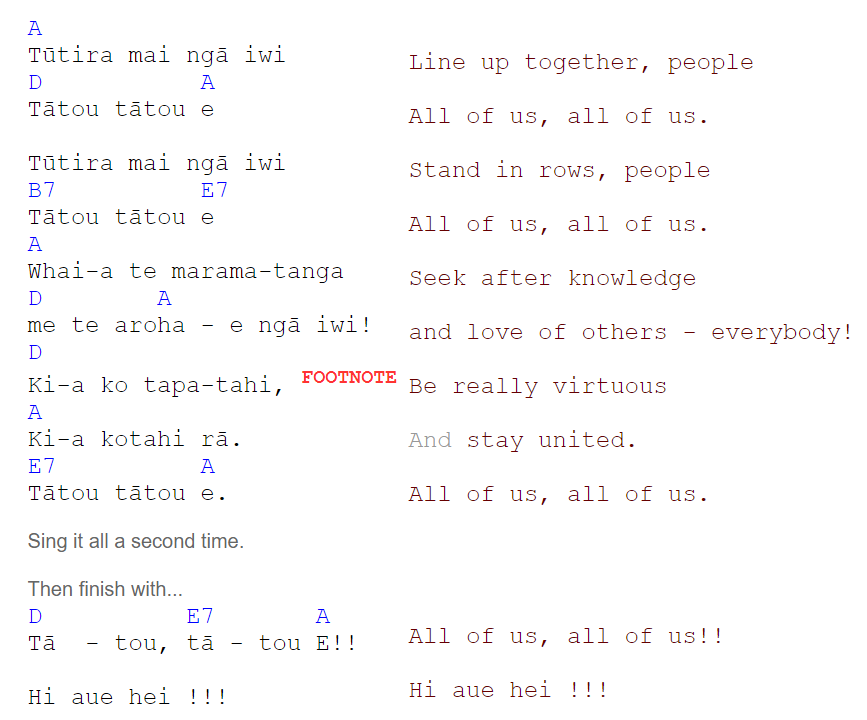 A
Tūtira mai ngā iwi
Line up together, people
D A
Tātou tātou e
All of us, all of us.
Tūtira mai ngā iwi
Stand in rows, people
B7 E7
Tātou tātou e
All of us, all of us.
A
Whai-a te marama-tanga
Seek after knowledge
D A
me te aroha - e ngā iwi!
and love of others - everybody!
D
Ki-a ko tapa-tahi, FOOTNOTE
Be really virtuous
A
Ki-a kotahi rā.
And stay united.
E7 A
Tātou tātou e.
All of us, all of us.
Sing it all a second time.
Then finish with...
D E7 A
Tā - tou, tā - tou E!!
All of us, all of us!!
Hi aue hei !!!
Hi aue hei !!!